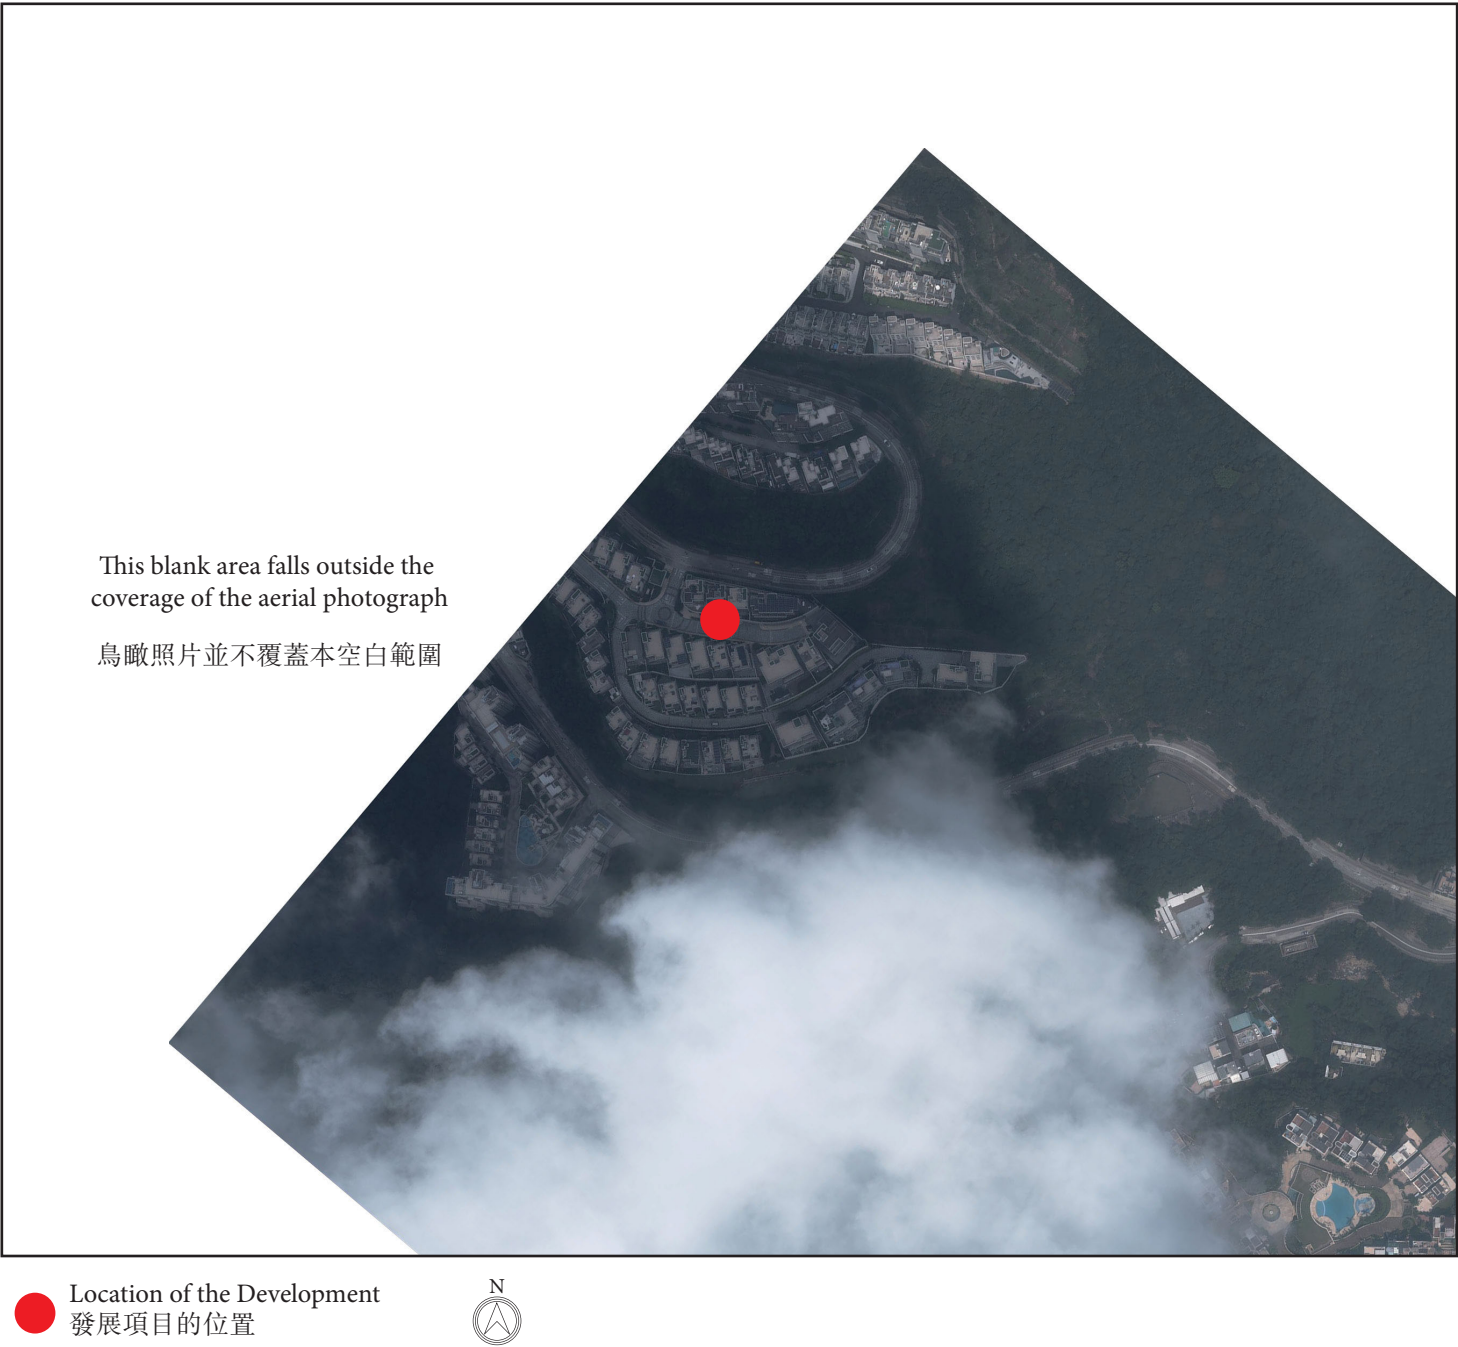 This blank area falls outside the
coverage of the aerial photograph
鳥瞰照片並不覆蓋本空白範圍
Location of the Development
發展項目的位置
N